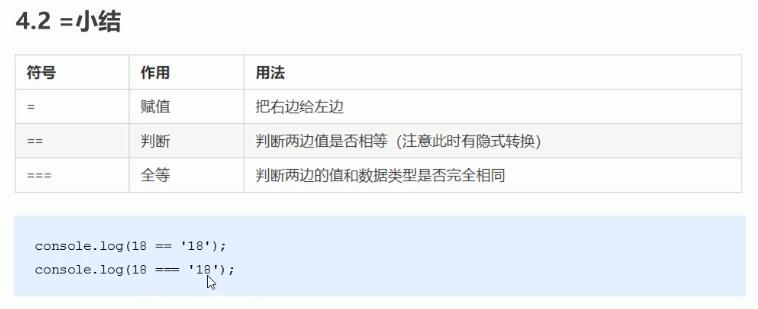 4.2 =小结
符号 作用 用法
= 赋值 把右边给左边
== 判断 判断两边值是否相等（注意此时有隐式转换）
=== 全等 判断两边的值和数据类型是否完全相同
console.log(18 == '18');
console.log(18 === '18');